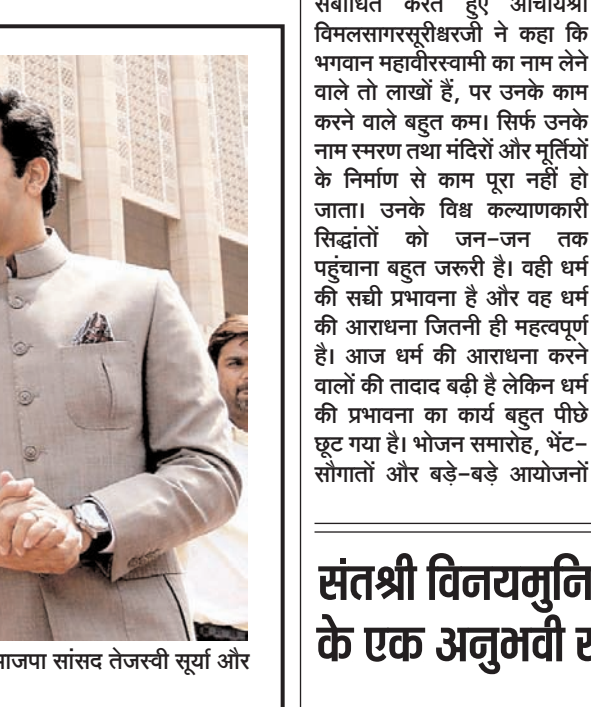 संबोधित करते हुए आचार्यश्री
विमलसागरसूरीश्वरजी ने कहा कि
भगवान महावीरस्वामी का नाम लेने
वाले तो लाखों हैं, पर उनके काम
करने वाले बहुत कम। सिर्फ उनके
नाम स्मरण तथा मंदिरों और मूर्तियों
के निर्माण से काम पूरा नहीं हो
जाता। उनके विश्व कल्याणकारी
सिद्धांतों को जन-जन तक
पहुंचाना बहुत जरूरी है। वही धर्म
की सच्ची प्रभावना है और वह धर्म
की आराधना जितनी ही महत्वपूर्ण
है। आज धर्म की आराधना करने
वालों की तादाद बढ़ी है लेकिन धर्म
की प्रभावना का कार्य बहुत पीछे
छूट गया है। भोजन समारोह, भेंट-
सौगातों और बड़े-बड़े आयोजनों
संतश्री विनयमुनि
के एक अनुभवी
सांसद तेजस्वी सूर्या और